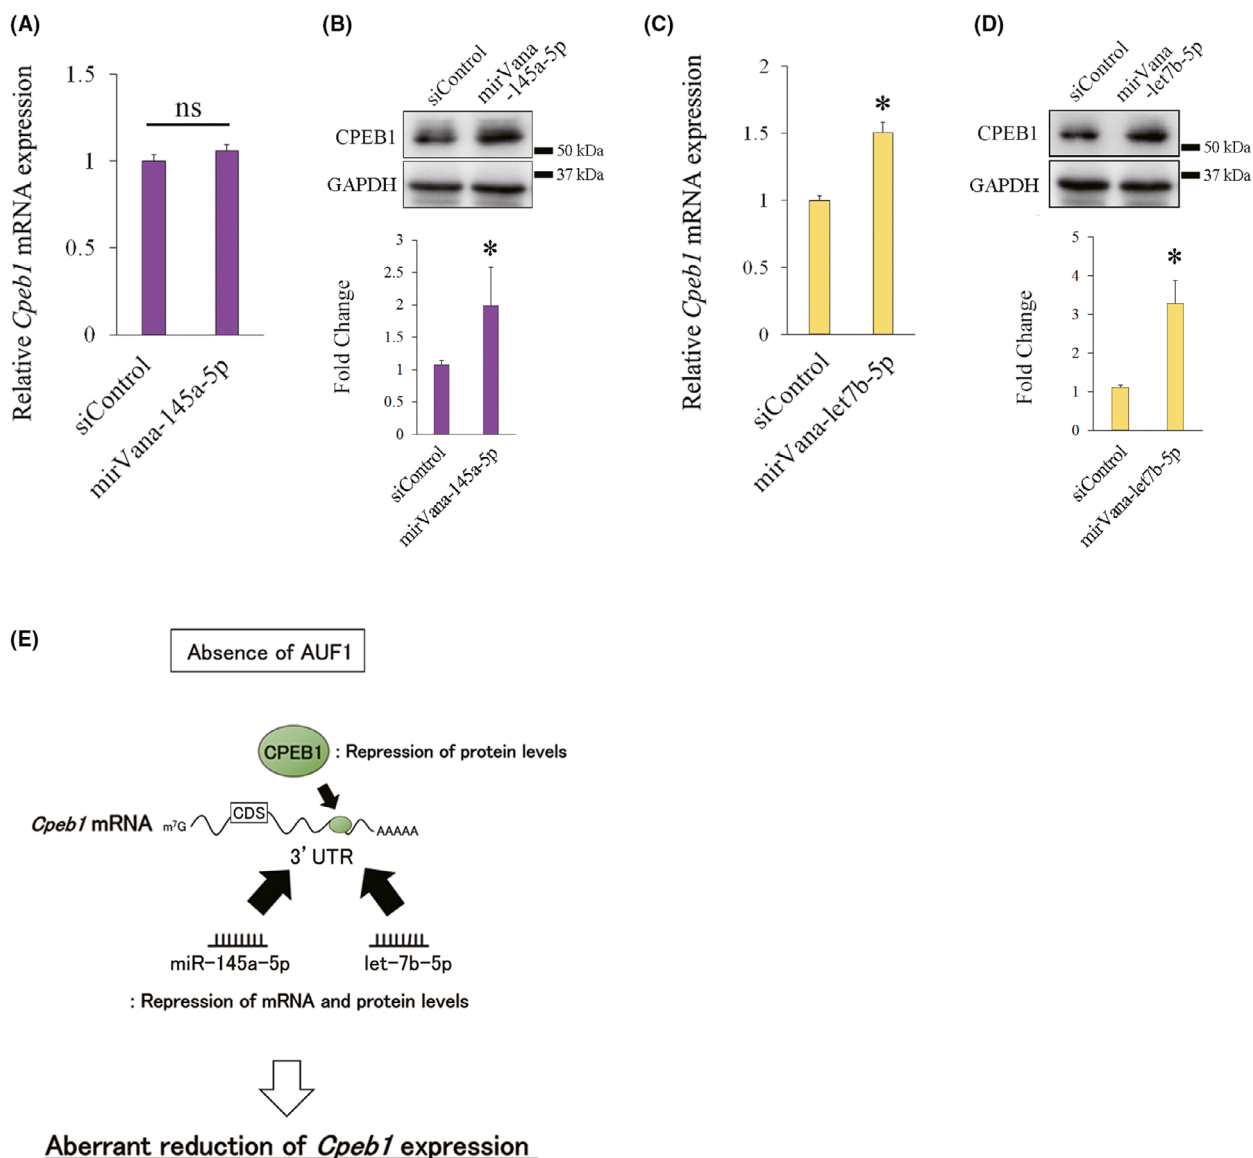 (A)
Relative Cpeb1 mRNA expression
1.5
1
0.5
0
ns
siControl
mirVana-145a-5p
(B)
siControl
mirVana
-145a-5p
CPEB1
50 kDa
GAPDH
37 kDa
Fold Change
3
2.5
2
1.5
1
0.5
0
*
siControl
mirVana-145a-5p
(C)
Relative Cpeb1 mRNA expression
2
1.5
1
0.5
0
*
siControl
mirVana-let7b-5p
(D)
siControl
mirVana
-let7b-5p
CPEB1
50 kDa
GAPDH
37 kDa
Fold Change
5
4
3
2
1
0
*
siControl
mirVana-let7b-5p
(E)
Absence of AUF1
CPEB1 : Repression of protein levels
Cpeb1 mRNA m⁷G CDS AAAAA
3' UTR
miR-145a-5p let-7b-5p
: Repression of mRNA and protein levels
Aberrant reduction of Cpeb1 expression